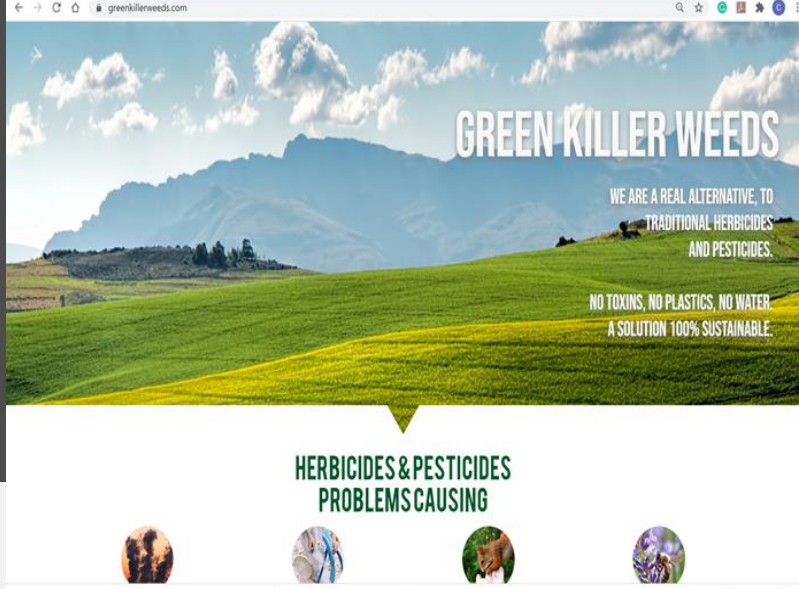 greenkillerweeds.com
GREEN KILLER WEEDS
WE ARE A REAL ALTERNATIVE, TO
TRADITIONAL HERBICIDES
AND PESTICIDES.
NO TOXINS, NO PLASTICS, NO WATER.
A SOLUTION 100% SUSTAINABLE.
HERBICIDES & PESTICIDES
PROBLEMS CAUSING